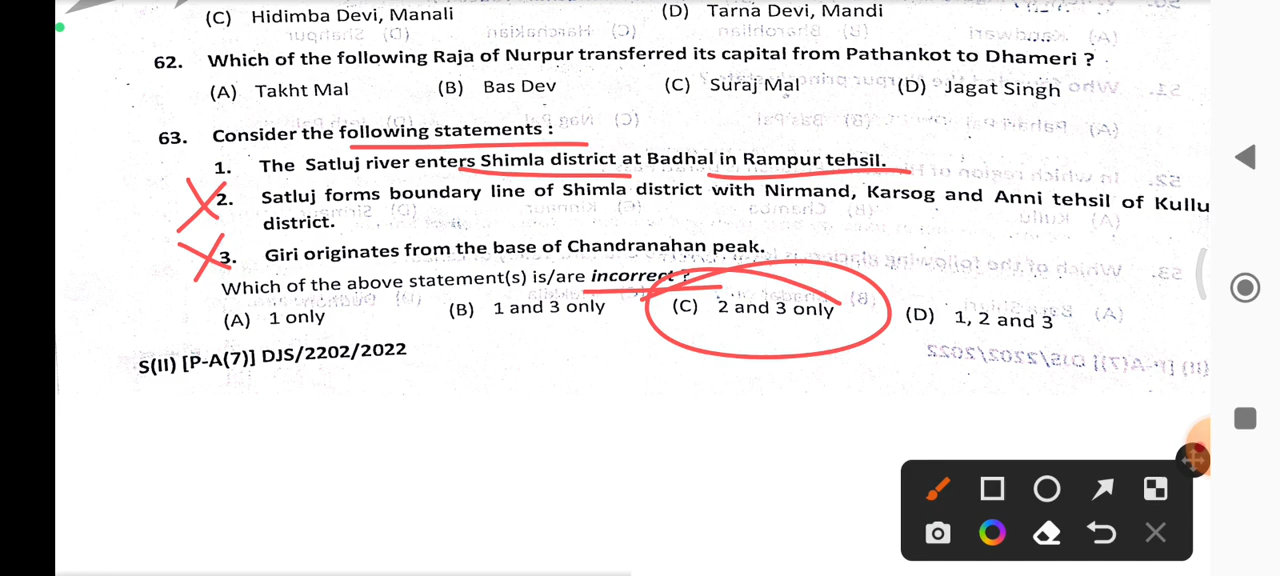 (C) Hidimba Devi, Manali (D) Tarna Devi, Mandi
62. Which of the following Raja of Nurpur transferred its capital from Pathankot to Dhameri ?
(A) Takht Mal (B) Bas Dev (C) Suraj Mal (D) Jagat Singh
63. Consider the following statements :
1. The Satluj river enters Shimla district at Badhal in Rampur tehsil.
2. Satluj forms boundary line of Shimla district with Nirmand, Karsog and Anni tehsil of Kullu
district.
3. Giri originates from the base of Chandranahan peak.
Which of the above statement(s) is/are incorrect ?
(A) 1 only (B) 1 and 3 only (C) 2 and 3 only (D) 1, 2 and 3
S(II) [P-A(7)] DJS/2202/2022